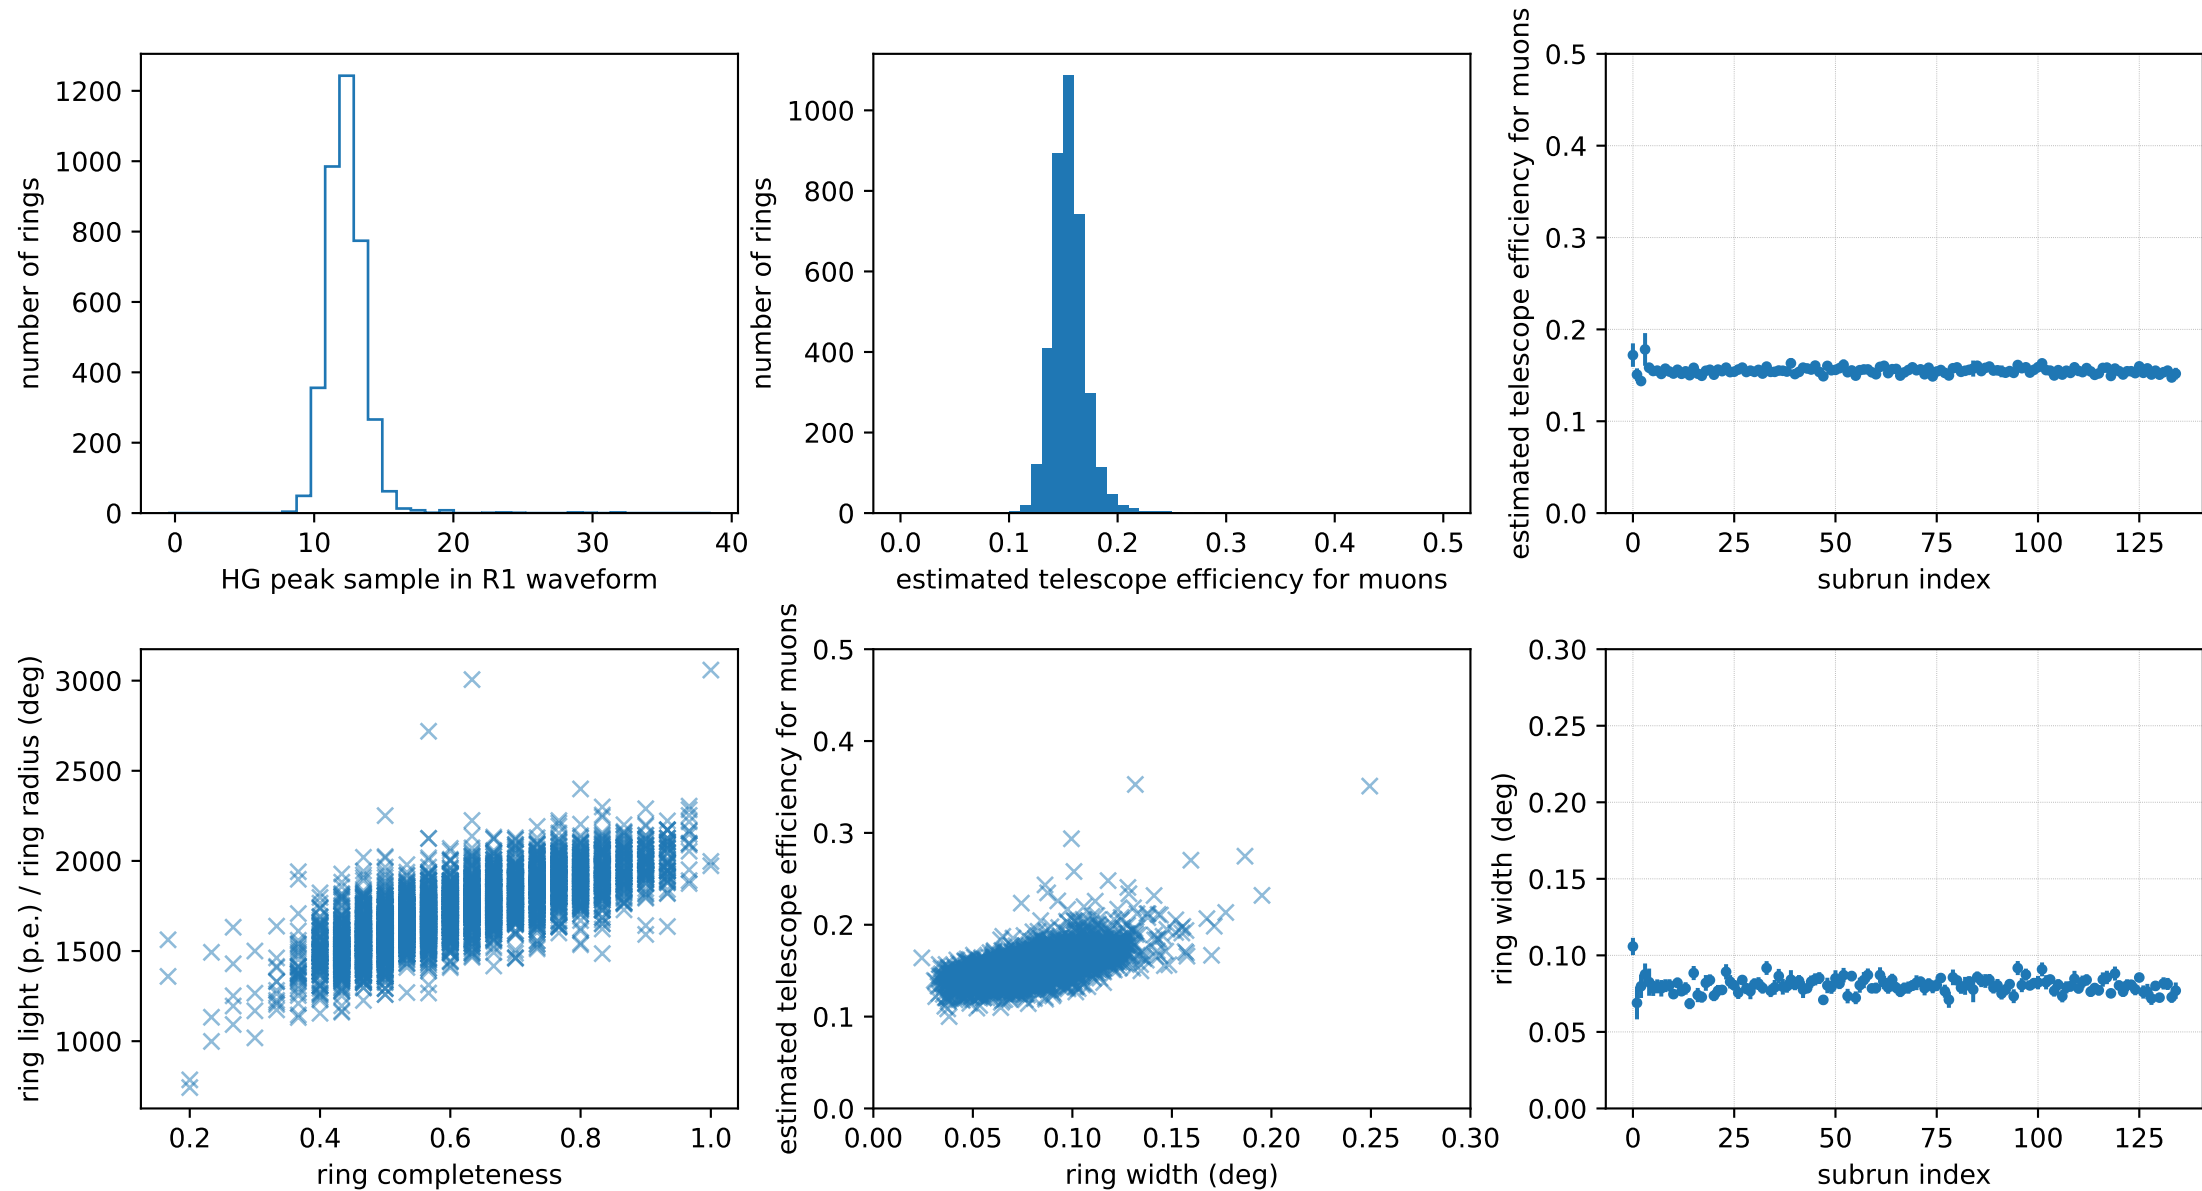 number of rings
1200
1000
800
600
400
200
0
0 10 20 30 40
HG peak sample in R1 waveform
number of rings
1000
800
600
400
200
0
0.0 0.1 0.2 0.3 0.4 0.5
estimated telescope efficiency for muons
estimated telescope efficiency for muons
0.5
0.4
0.3
0.2
0.1
0.0
0 25 50 75 100 125
subrun index
ring light (p.e.) / ring radius (deg)
3000
2500
2000
1500
1000
0.2 0.4 0.6 0.8 1.0
ring completeness
estimated telescope efficiency for muons
0.5
0.4
0.3
0.2
0.1
0.0
0.00 0.05 0.10 0.15 0.20 0.25 0.30
ring width (deg)
ring width (deg)
0.30
0.25
0.20
0.15
0.10
0.05
0.00
0 25 50 75 100 125
subrun index